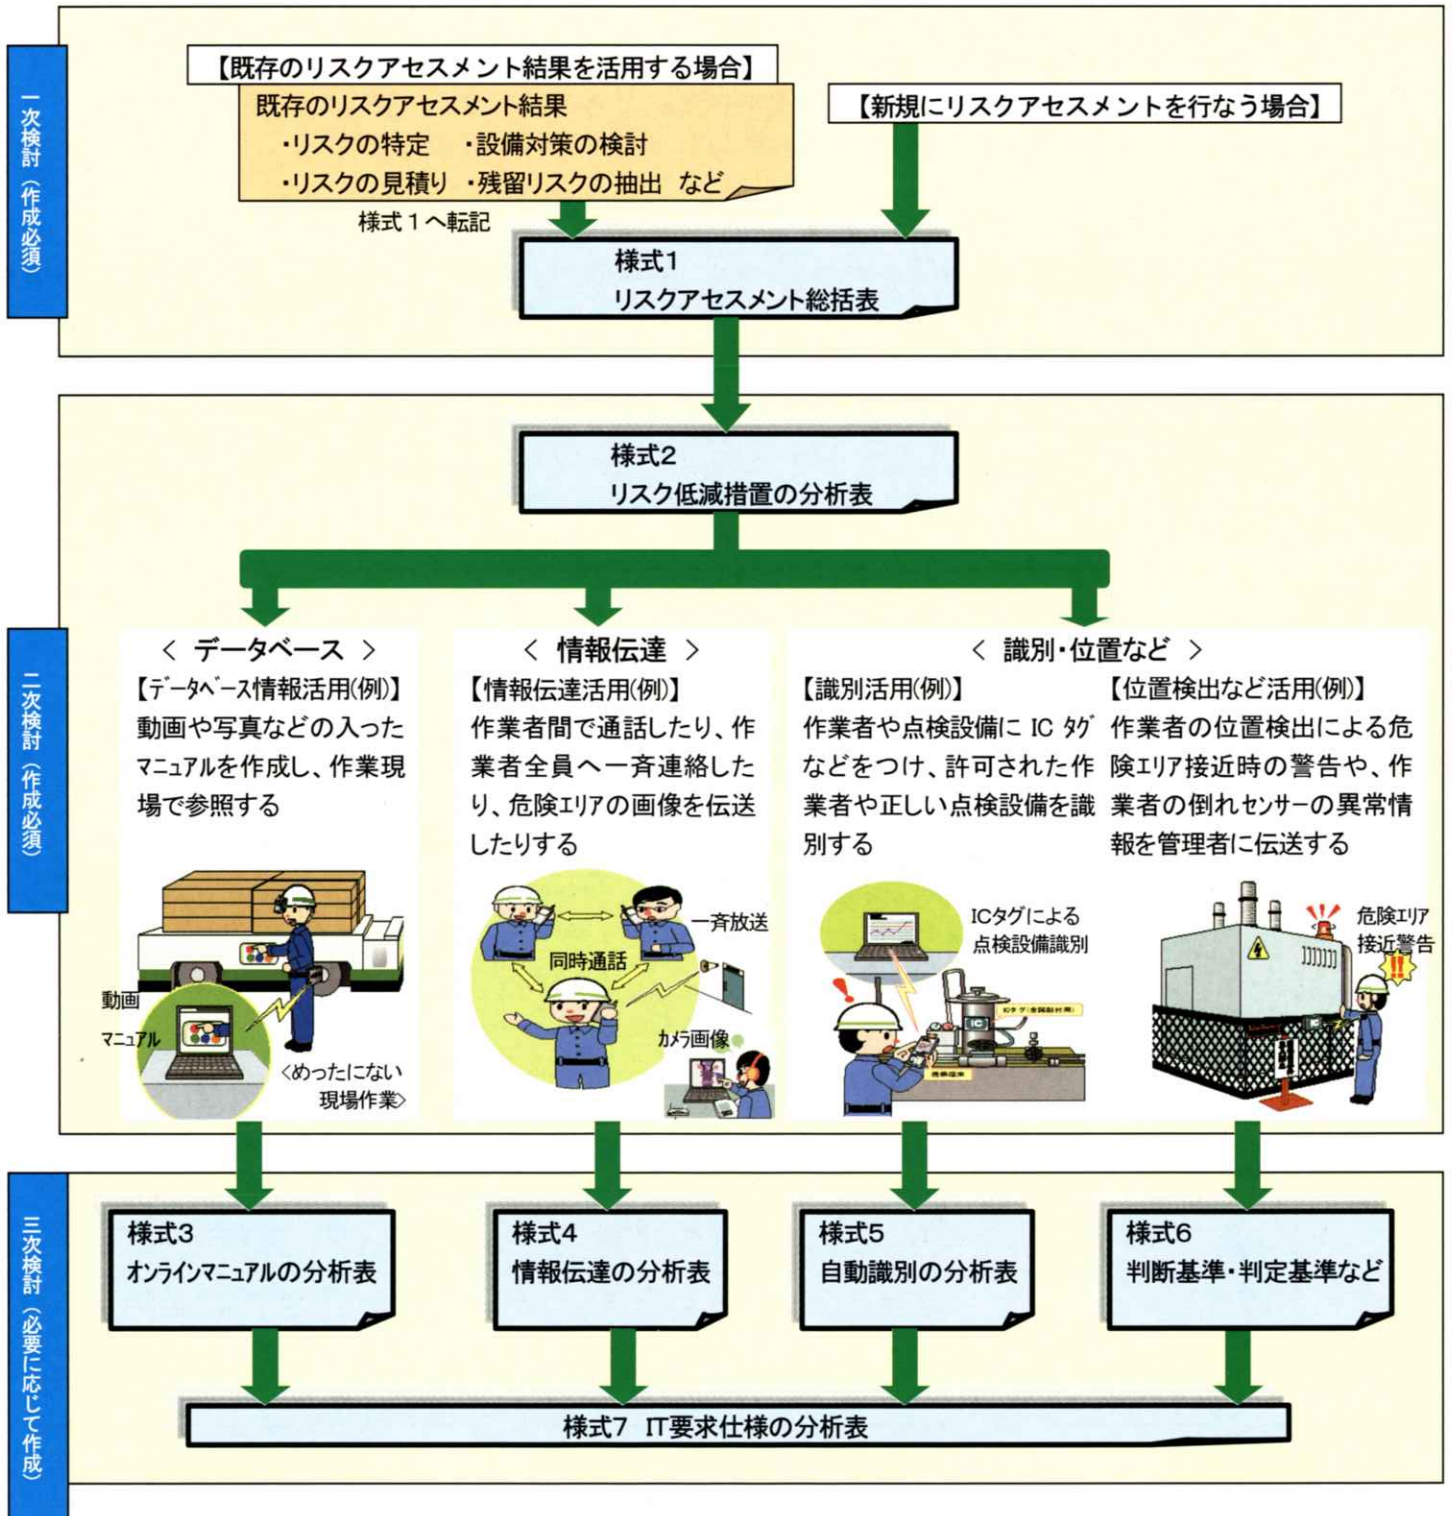 一次検討（作成必須）
【既存のリスクアセスメント結果を活用する場合】
既存のリスクアセスメント結果
・リスクの特定　・設備対策の検討
・リスクの見積り　・残留リスクの抽出　など
様式１へ転記
【新規にリスクアセスメントを行なう場合】
様式1
リスクアセスメント総括表
二次検討（作成必須）
様式2
リスク低減措置の分析表
＜ データベース ＞
【データベース情報活用(例)】
動画や写真などの入った
マニュアルを作成し、作業現
場で参照する
動画
マニュアル
<めったにない
現場作業>
＜ 情報伝達 ＞
【情報伝達活用(例)】
作業者間で通話したり、作
業者全員へ一斉連絡した
り、危険エリアの画像を伝送
したりする
一斉放送
同時通話
カメラ画像
＜ 識別・位置など ＞
【識別活用(例)】
作業者や点検設備に IC タグ
などをつけ、許可された作
業者や正しい点検設備を識
別する
ICタグによる
点検設備識別
IC
【位置検出など活用(例)】
作業者の位置検出による危
険エリア接近時の警告や、作
業者の倒れセンサーの異常情
報を管理者に伝送する
危険エリア
接近警告
!!
三次検討（必要に応じて作成）
様式3
オンラインマニュアルの分析表
様式4
情報伝達の分析表
様式5
自動識別の分析表
様式6
判断基準・判定基準など
様式7　IT要求仕様の分析表